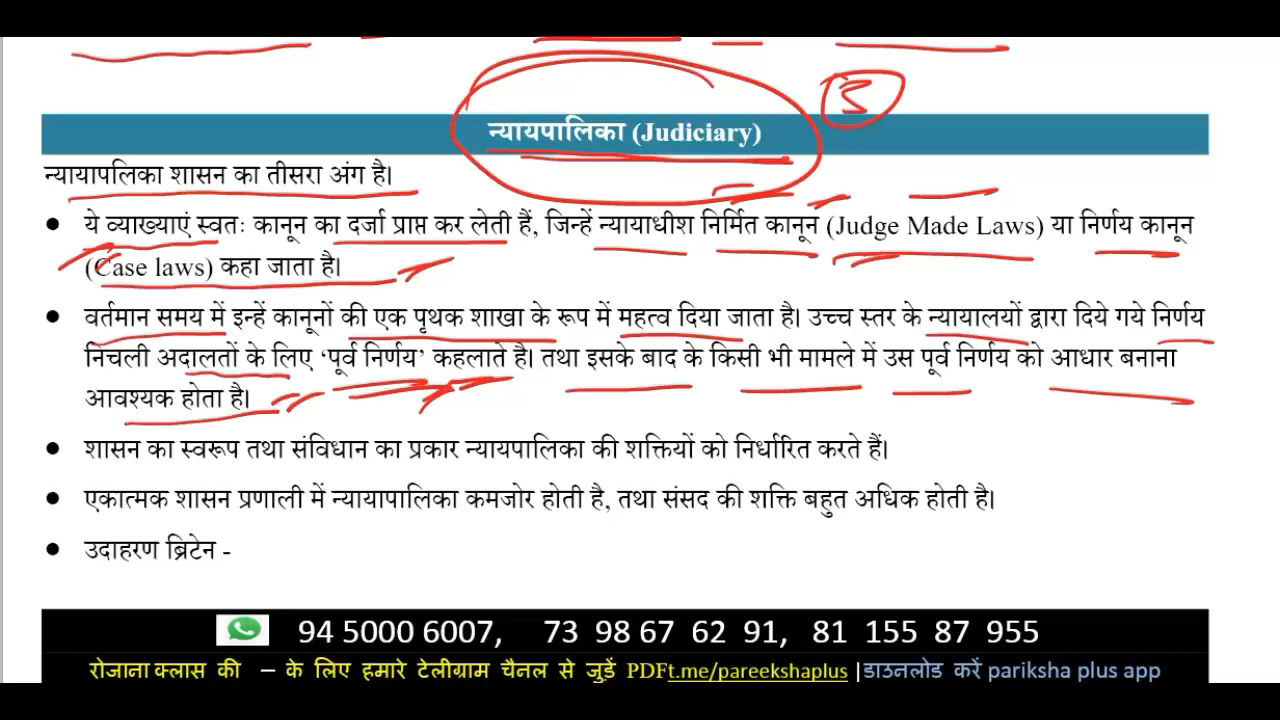 3
न्यायपालिका (Judiciary)
न्यायापलिका शासन का तीसरा अंग है।
● ये व्याख्याएं स्वतः कानून का दर्जा प्राप्त कर लेती हैं, जिन्हें न्यायाधीश निर्मित कानून (Judge Made Laws) या निर्णय कानून
(Case laws) कहा जाता है।
● वर्तमान समय में इन्हें कानूनों की एक पृथक शाखा के रूप में महत्व दिया जाता है। उच्च स्तर के न्यायालयों द्वारा दिये गये निर्णय
निचली अदालतों के लिए ‘पूर्व निर्णय’ कहलाते है। तथा इसके बाद के किसी भी मामले में उस पूर्व निर्णय को आधार बनाना
आवश्यक होता है।
● शासन का स्वरूप तथा संविधान का प्रकार न्यायपालिका की शक्तियों को निर्धारित करते हैं।
● एकात्मक शासन प्रणाली में न्यायापालिका कमजोर होती है, तथा संसद की शक्ति बहुत अधिक होती है।
● उदाहरण ब्रिटेन -
94 5000 6007, 73 98 67 62 91, 81 155 87 955
रोजाना क्लास की – के लिए हमारे टेलीग्राम चैनल से जुड़ें PDFt.me/pareekshaplus |डाउनलोड करें pariksha plus app